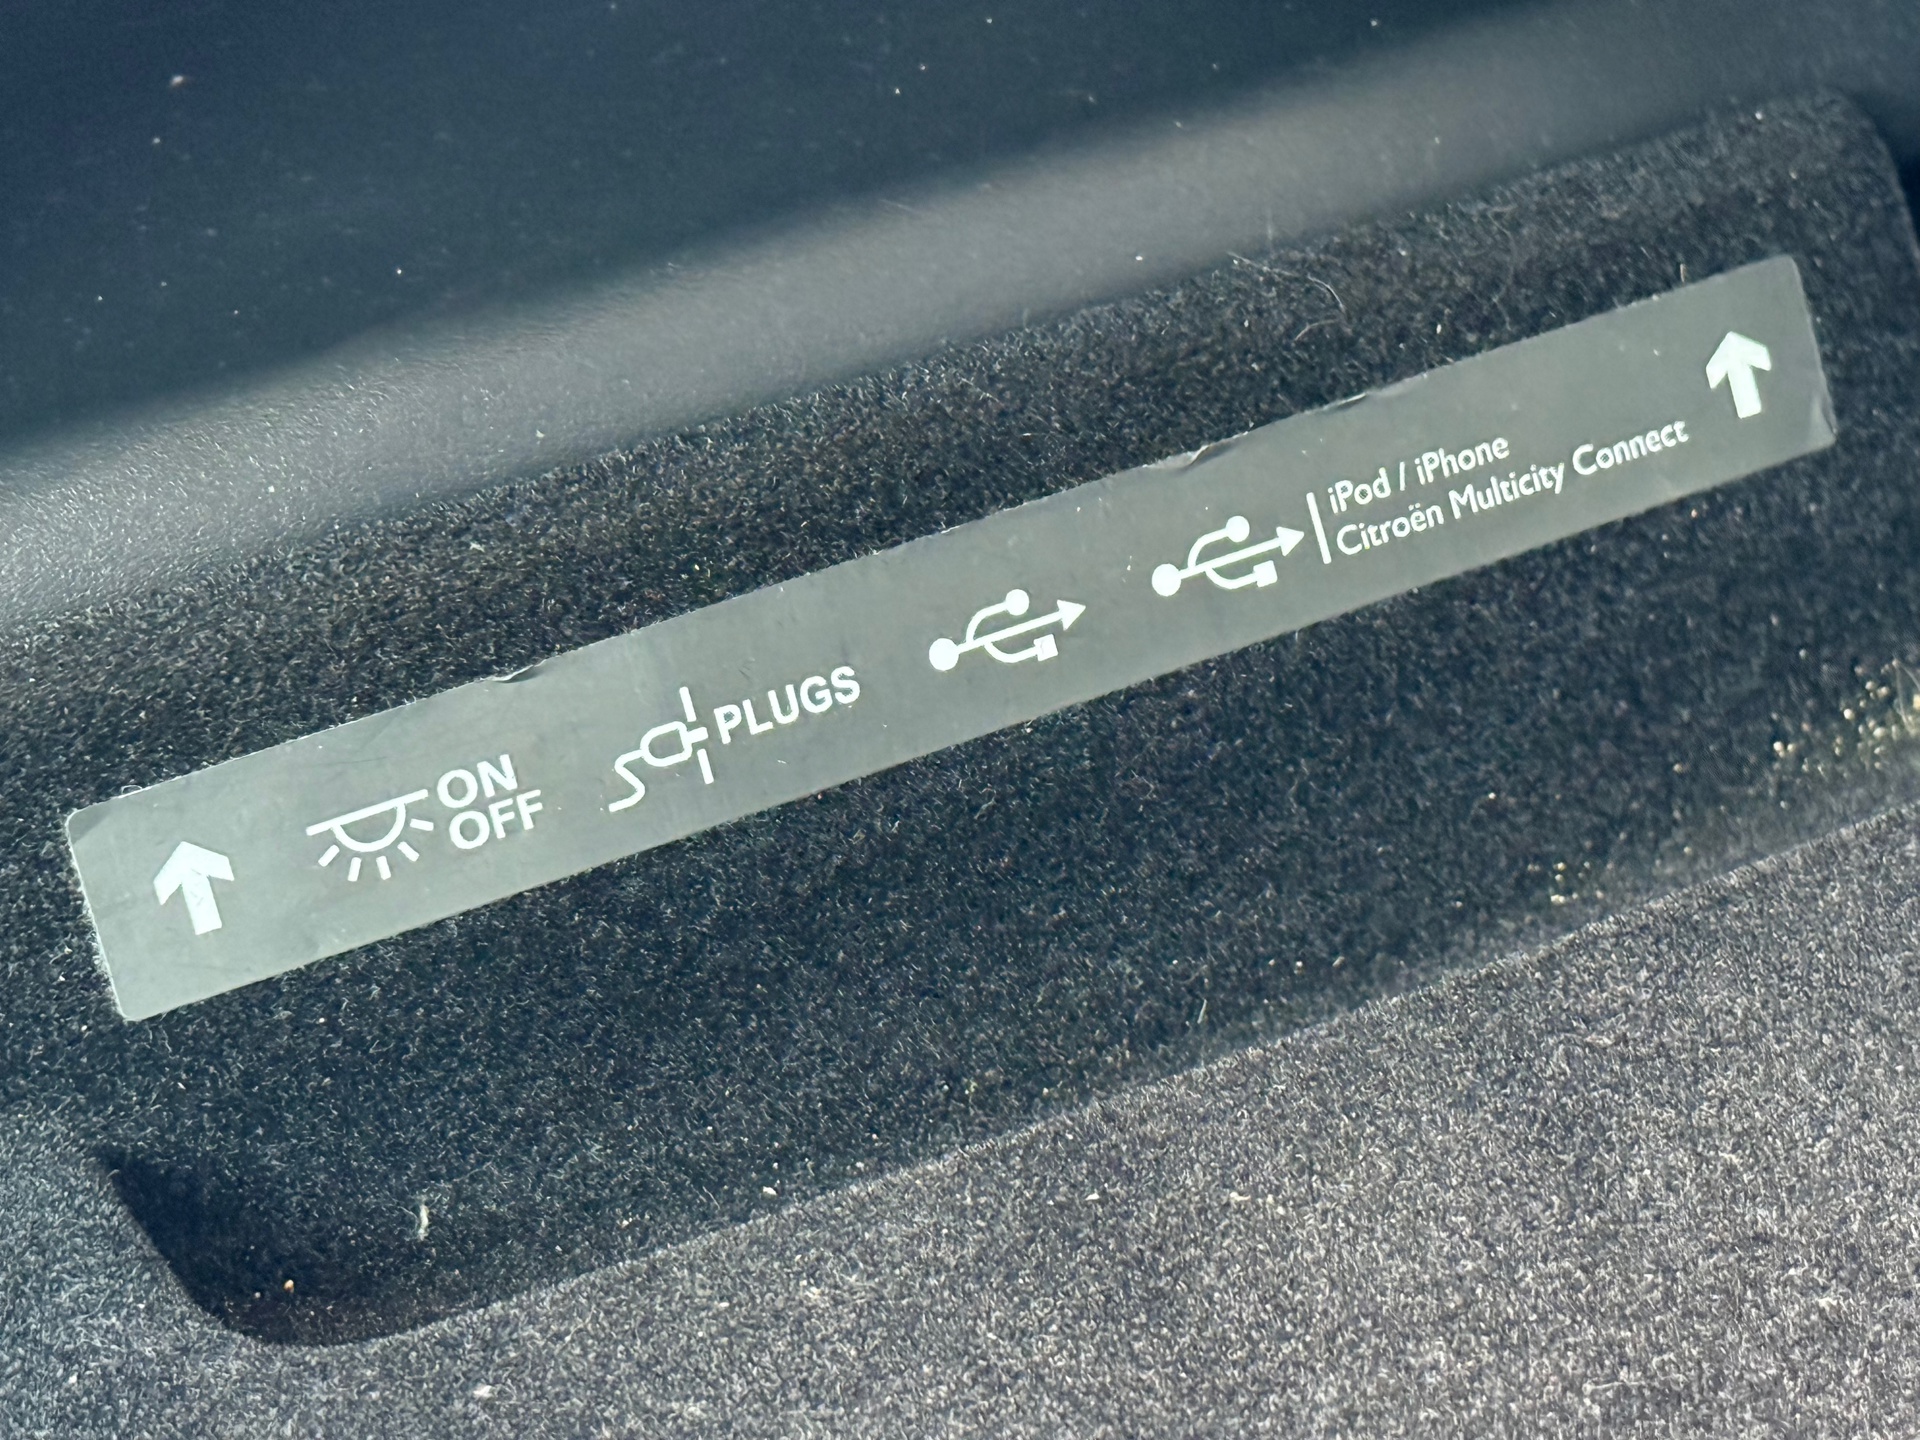 ON
OFF
PLUGS
iPod / iPhone
Citroën Multicity Connect